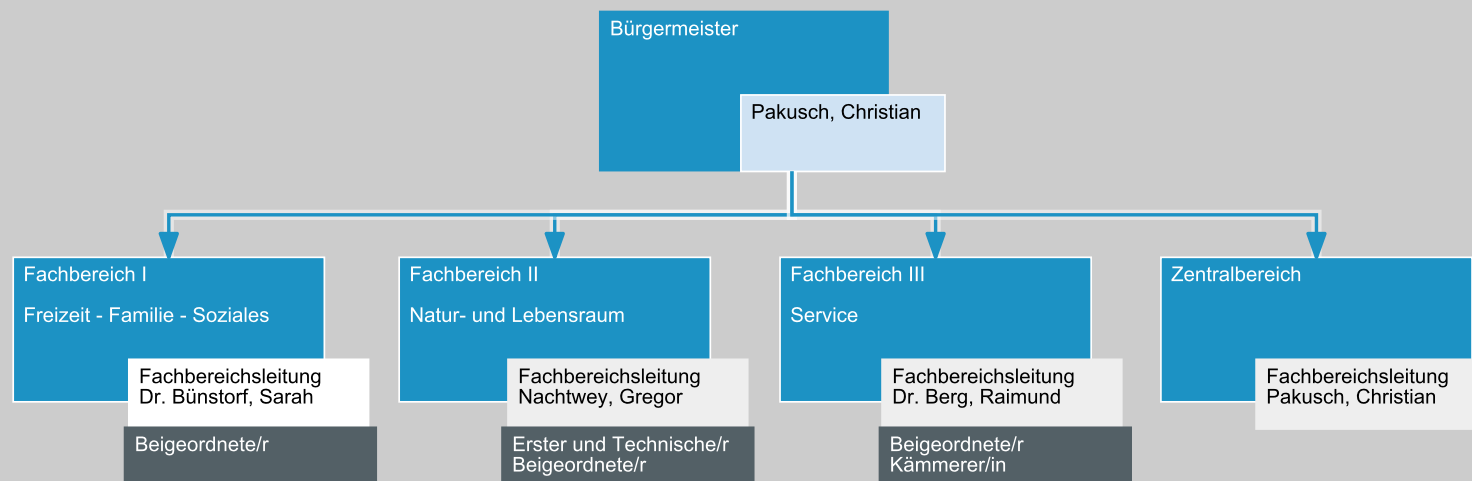 Bürgermeister
Pakusch, Christian
Fachbereich I
Freizeit - Familie - Soziales
Fachbereichsleitung
Dr. Bünstorf, Sarah
Beigeordnete/r
Fachbereich II
Natur- und Lebensraum
Fachbereichsleitung
Nachtwey, Gregor
Erster und Technische/r
Beigeordnete/r
Fachbereich III
Service
Fachbereichsleitung
Dr. Berg, Raimund
Beigeordnete/r
Kämmerer/in
Zentralbereich
Fachbereichsleitung
Pakusch, Christian